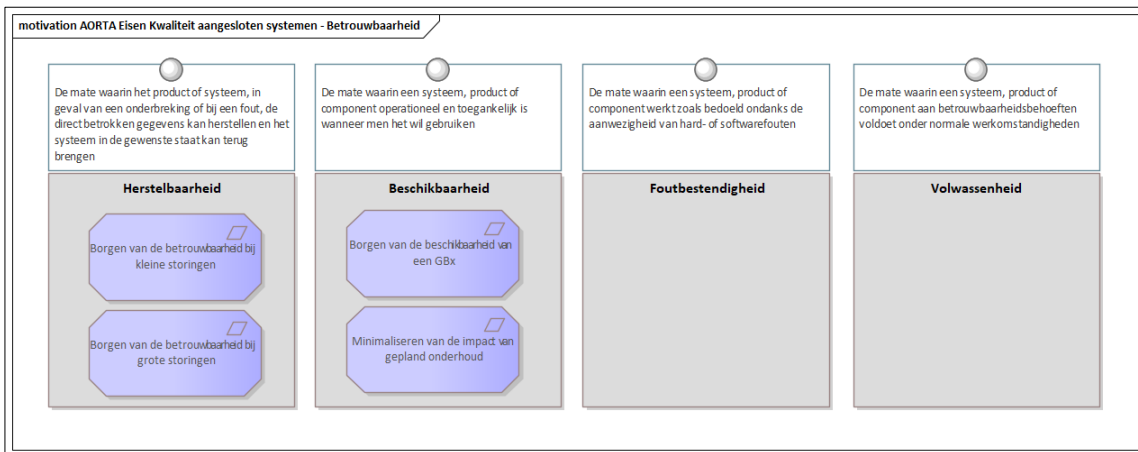 motivation AORTA Eisen Kwaliteit aangesloten systemen - Betrouwbaarheid
De mate waarin het product of systeem, in
geval van een onderbreking of bij een fout, de
direct betrokken gegevens kan herstellen en het
systeem in de gewenste staat kan terug
brengen
Herstelbaarheid
Borgen van de betrouwbaarheid bij
kleine storingen
Borgen van de betrouwbaarheid bij
grote storingen
De mate waarin een systeem, product of
component operationeel en toegankelijk is
wanneer men het wil gebruiken
Beschikbaarheid
Borgen van de beschikbaarheid van
een GBx
Minimaliseren van de impact van
gepland onderhoud
De mate waarin een systeem, product of
component werkt zoals bedoeld ondanks de
aanwezigheid van hard- of softwarefouten
Foutbestendigheid
De mate waarin een systeem, product of
component aan betrouwbaarheidsbehoeften
voldoet onder normale werkomstandigheden
Volwassenheid